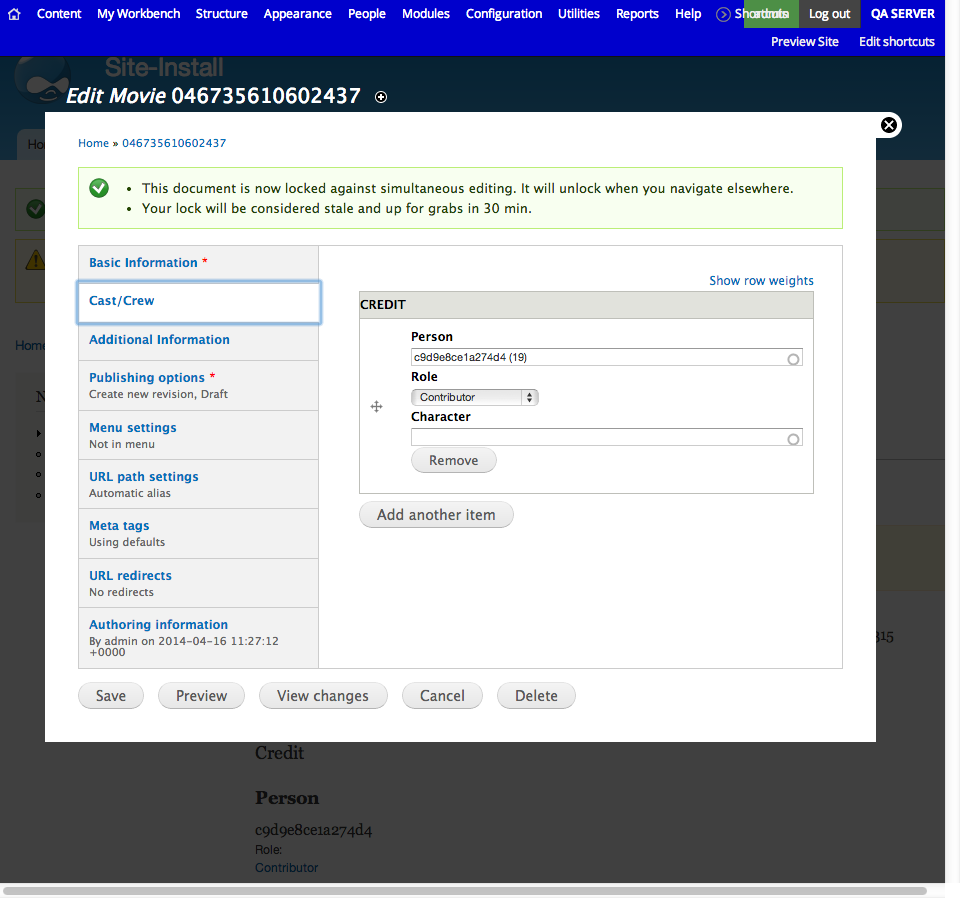 Content My Workbench Structure Appearance People Modules Configuration Utilities Reports Help Shortcuts Log out QA SERVER
Preview Site Edit shortcuts
Site-Install
Edit Movie 046735610602437
Home » 046735610602437
This document is now locked against simultaneous editing. It will unlock when you navigate elsewhere.
Your lock will be considered stale and up for grabs in 30 min.
Basic Information *
Cast/Crew
Additional Information
Publishing options *
Create new revision, Draft
Menu settings
Not in menu
URL path settings
Automatic alias
Meta tags
Using defaults
URL redirects
No redirects
Authoring information
By admin on 2014-04-16 11:27:12
+0000
Show row weights
CREDIT
Person
c9d9e8ce1a274d4 (19)
Role
Contributor
Character
Remove
Add another item
Save Preview View changes Cancel Delete
Credit
Person
c9d9e8ce1a274d4
Role:
Contributor